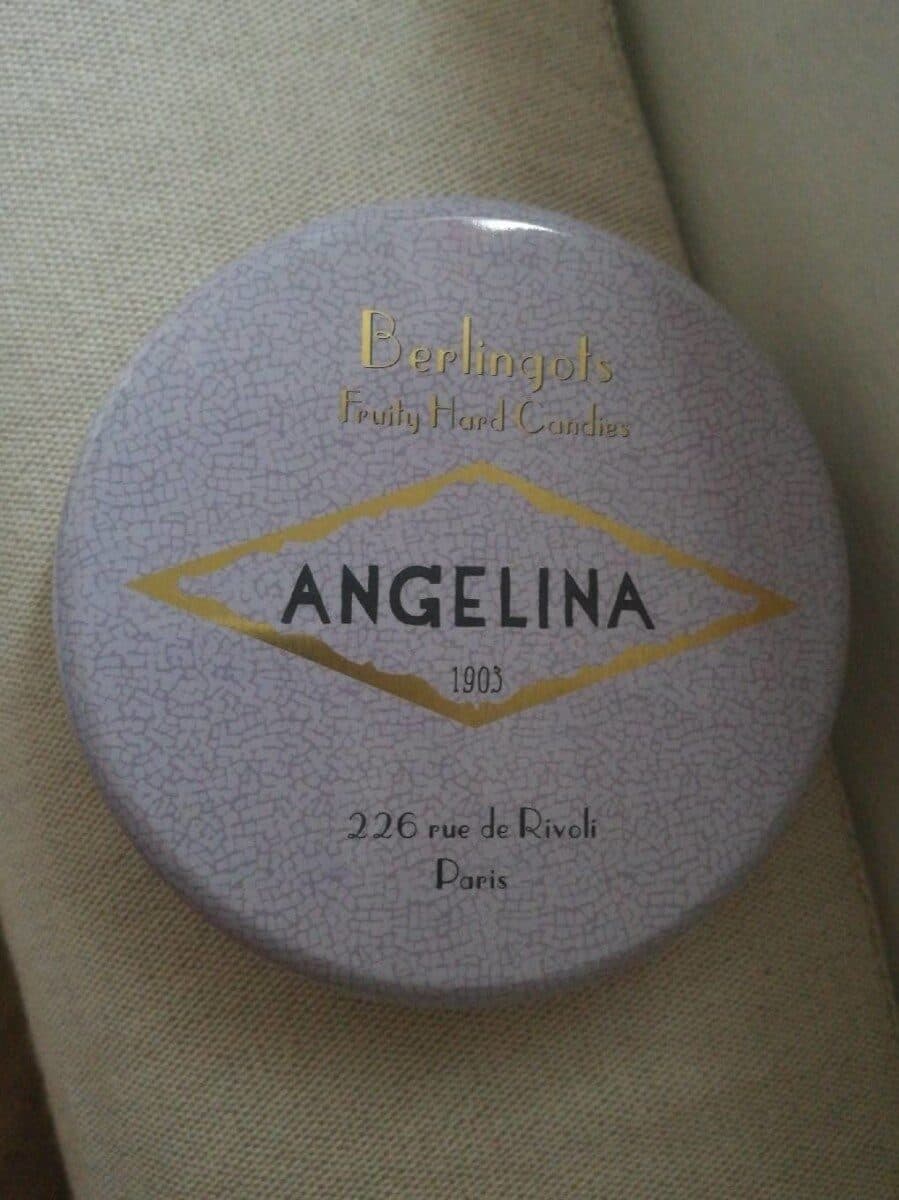 Berlingots
Fruity Hard Candies
ANGELINA
1903
226 rue de Rivoli
Paris